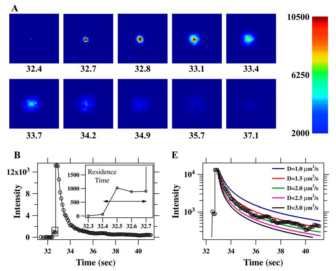 A
32.4 32.7 32.8 33.1 33.4
33.7 34.2 34.9 35.7 37.1
10500
6250
2000
B
Intensity
12x10³
8
4
0
32 34 36 38 40
Time (sec)
Residence
Time
1500
1000
500
0
32.3 32.4 32.5 32.6 32.7
E
Intensity
10⁴
10³
34 36 38 40
Time (sec)
D=1.0 μm²/s
D=1.5 μm²/s
D=2.0 μm²/s
D=2.5 μm²/s
D=3.0 μm²/s